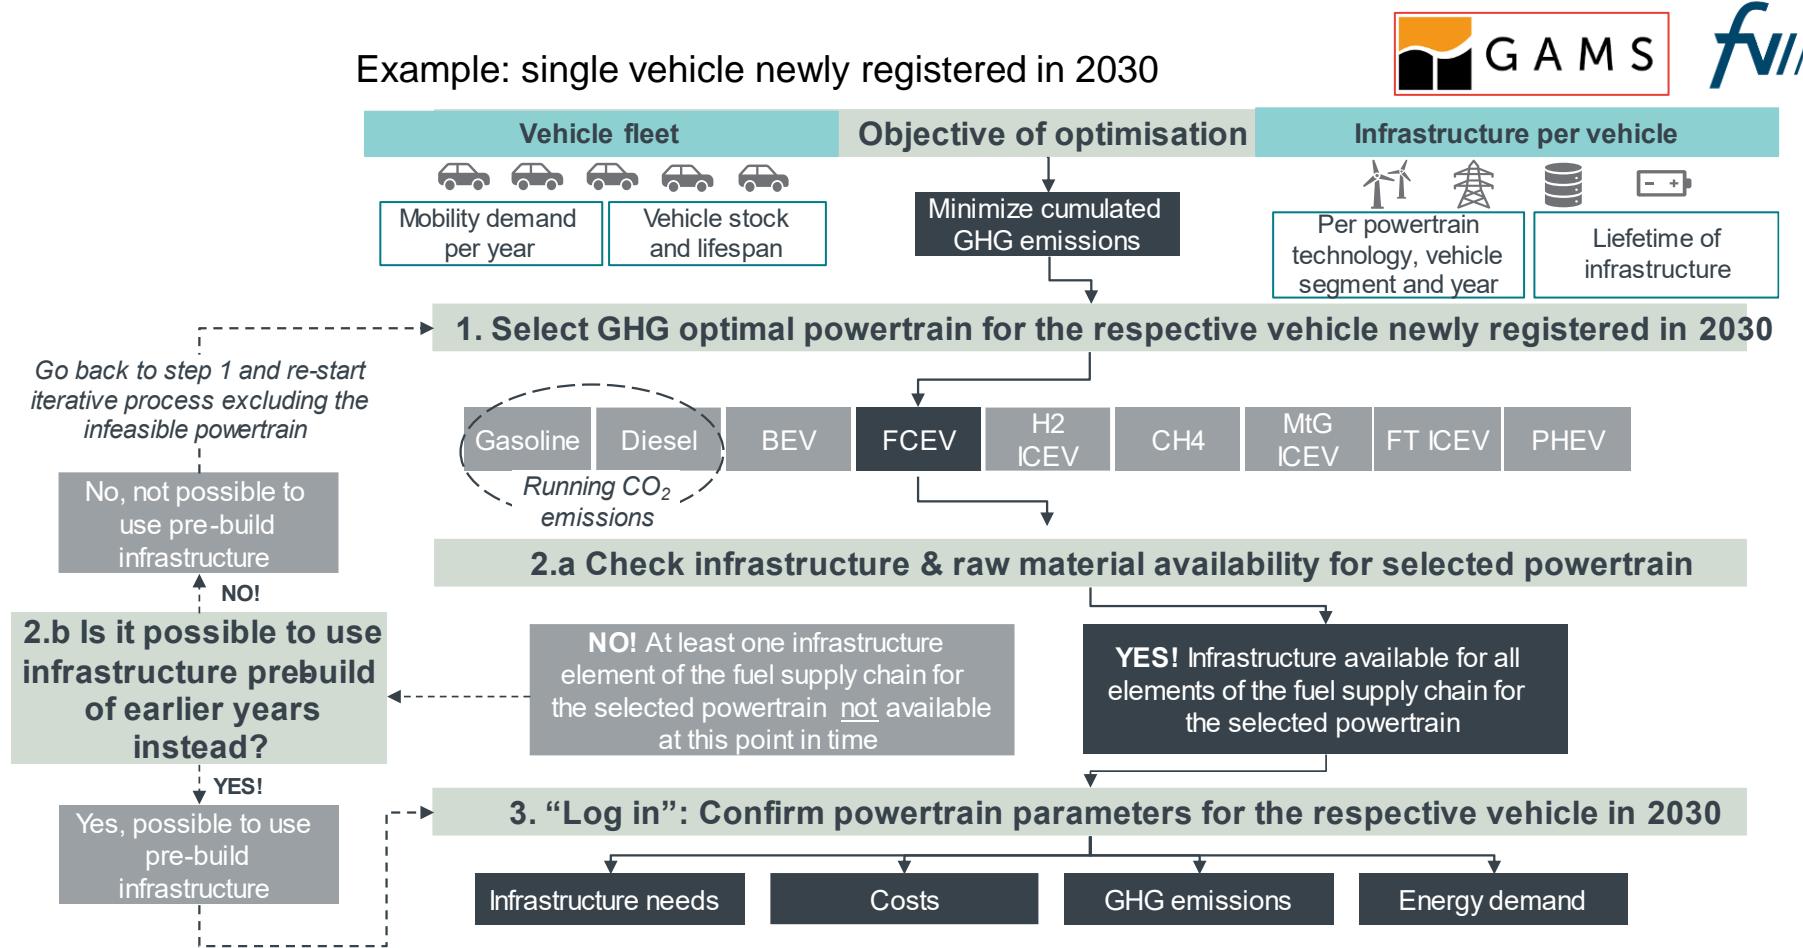 Example: single vehicle newly registered in 2030
GAMS
fvv
Vehicle fleet
Objective of optimisation
Infrastructure per vehicle
Mobility demand
per year
Vehicle stock
and lifespan
Minimize cumulated
GHG emissions
Per powertrain
technology, vehicle
segment and year
Liefetime of
infrastructure
1. Select GHG optimal powertrain for the respective vehicle newly registered in 2030
Go back to step 1 and re-start
iterative process excluding the
infeasible powertrain
Gasoline
Diesel
BEV
FCEV
H2
ICEV
CH4
MtG
ICEV
FT ICEV
PHEV
Running CO₂
emissions
No, not possible to
use pre-build
infrastructure
NO!
2.a Check infrastructure & raw material availability for selected powertrain
2.b Is it possible to use
infrastructure pre-build
of earlier years
instead?
NO! At least one infrastructure
element of the fuel supply chain for
the selected powertrain not available
at this point in time
YES! Infrastructure available for all
elements of the fuel supply chain for
the selected powertrain
YES!
Yes, possible to use
pre-build
infrastructure
3. “Log in”: Confirm powertrain parameters for the respective vehicle in 2030
Infrastructure needs
Costs
GHG emissions
Energy demand